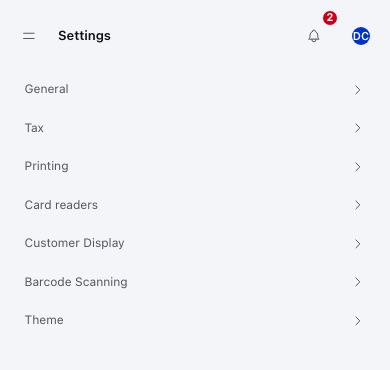 2
Settings
DC
General
Tax
Printing
Card readers
Customer Display
Barcode Scanning
Theme